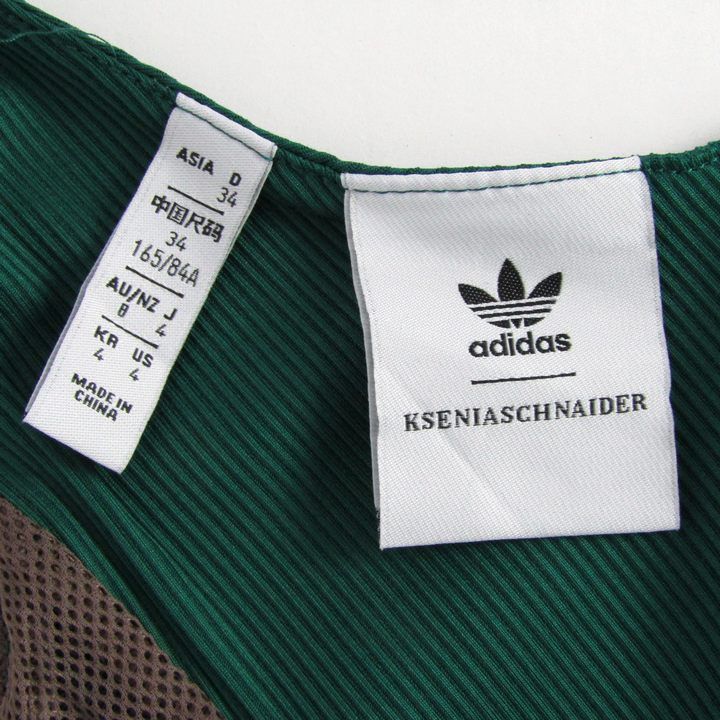 ASIA D
34
中国尺码
34
165/84A
AU/NZ J
8 4
KR US
4 4
MADE IN
CHINA
adidas
KSENIASCHNAIDER